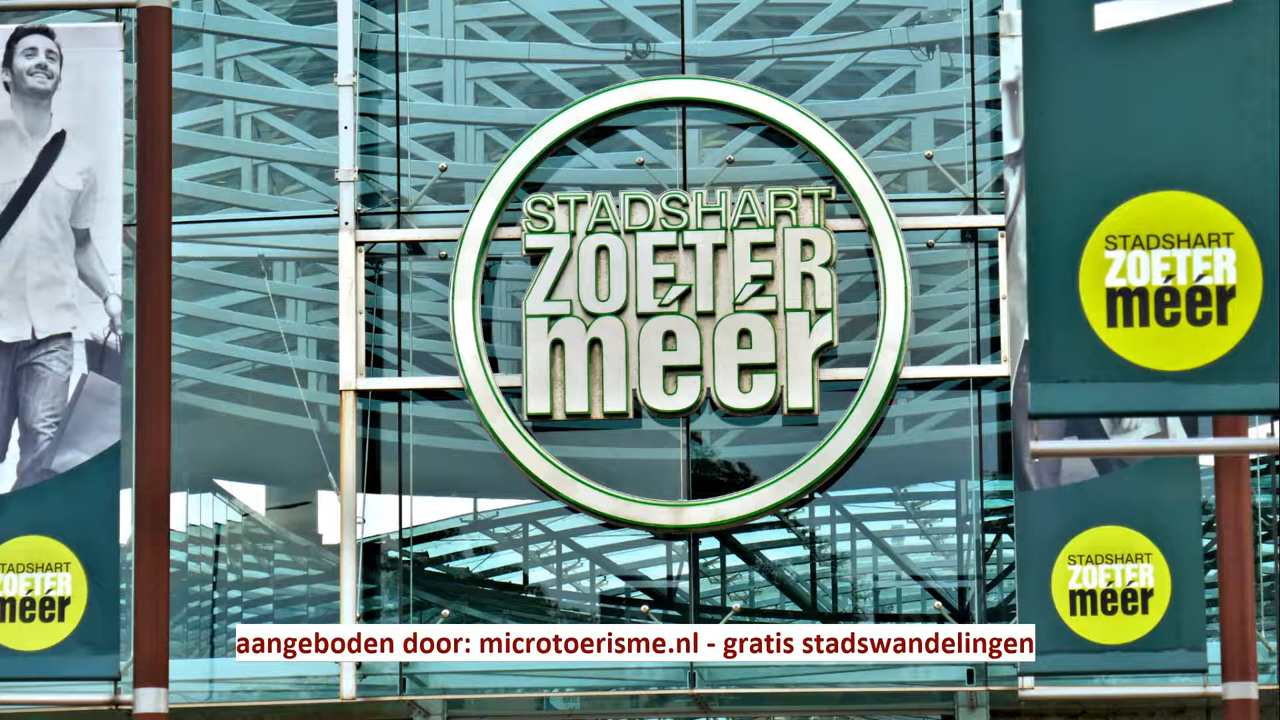 STADSHART
ZOETER
méér
STADSHART
ZOETER
méér
STADSHART
ZOETER
méér
STADSHART
ZOETER
méér
aangeboden door: microtoerisme.nl - gratis stadswandelingen